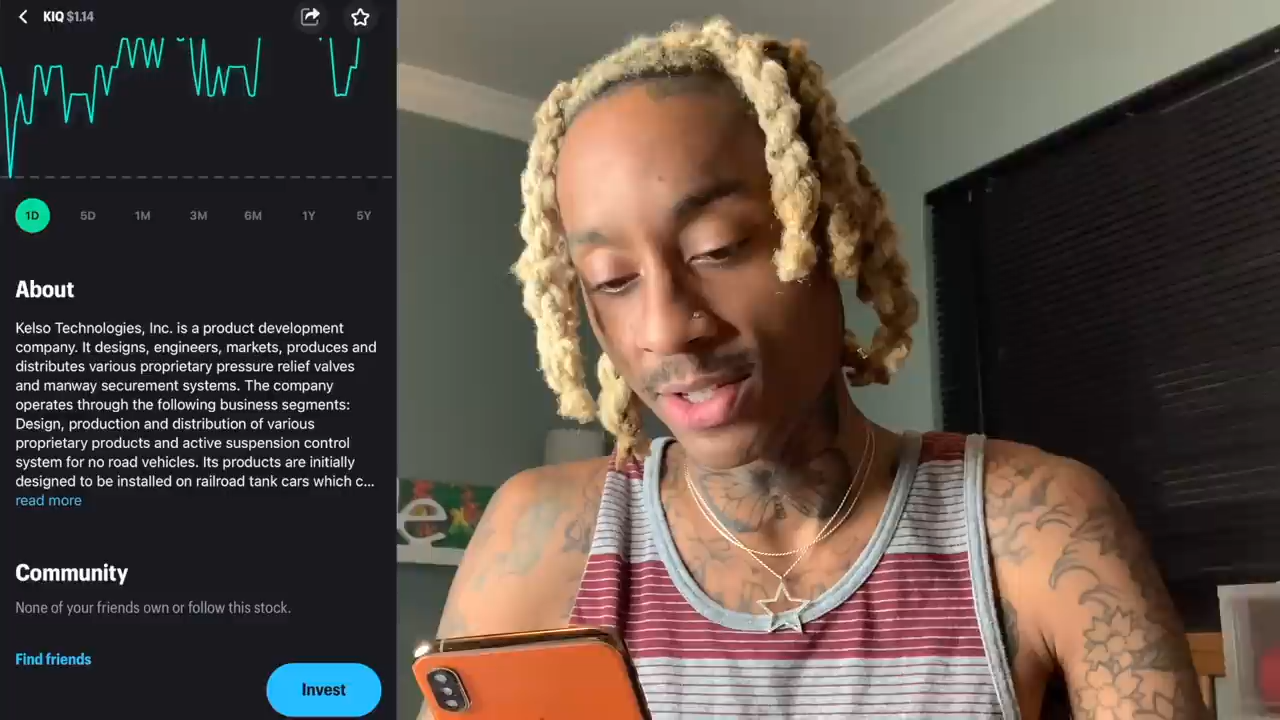 KIQ $1.14
1D 5D 1M 3M 6M 1Y 5Y
About
Kelso Technologies, Inc. is a product development
company. It designs, engineers, markets, produces and
distributes various proprietary pressure relief valves
and manway securement systems. The company
operates through the following business segments:
Design, production and distribution of various
proprietary products and active suspension control
system for no road vehicles. Its products are initially
designed to be installed on railroad tank cars which c...
read more
Community
None of your friends own or follow this stock.
Find friends
Invest
e